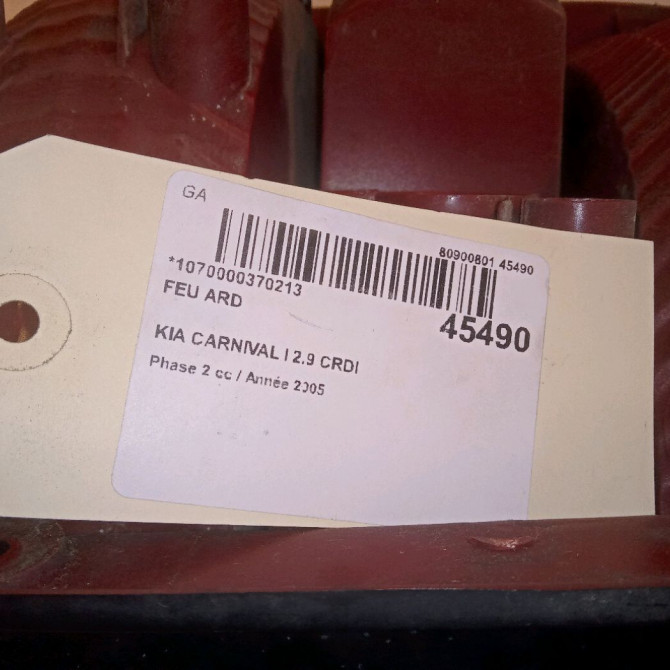 GA
80900801 45490
*1070000370213
FEU ARD
45490
KIA CARNIVAL I 2.9 CRDI
Phase 2 cc / Année 2005